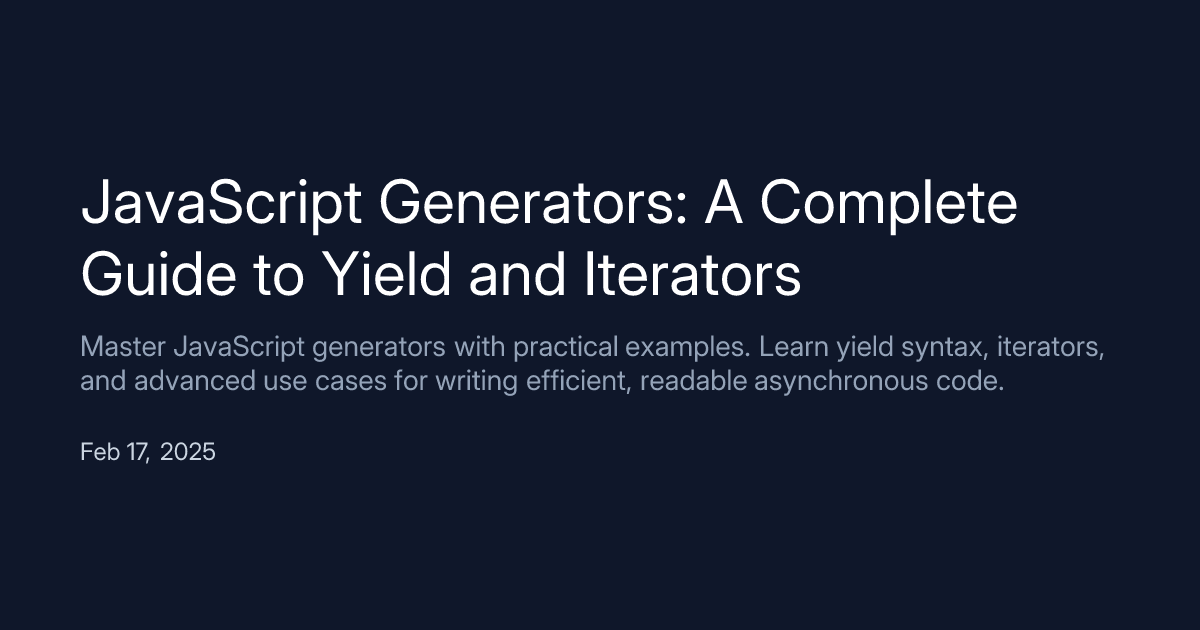 JavaScript Generators: A Complete
Guide to Yield and Iterators
Master JavaScript generators with practical examples. Learn yield syntax, iterators,
and advanced use cases for writing efficient, readable asynchronous code.
Feb 17, 2025